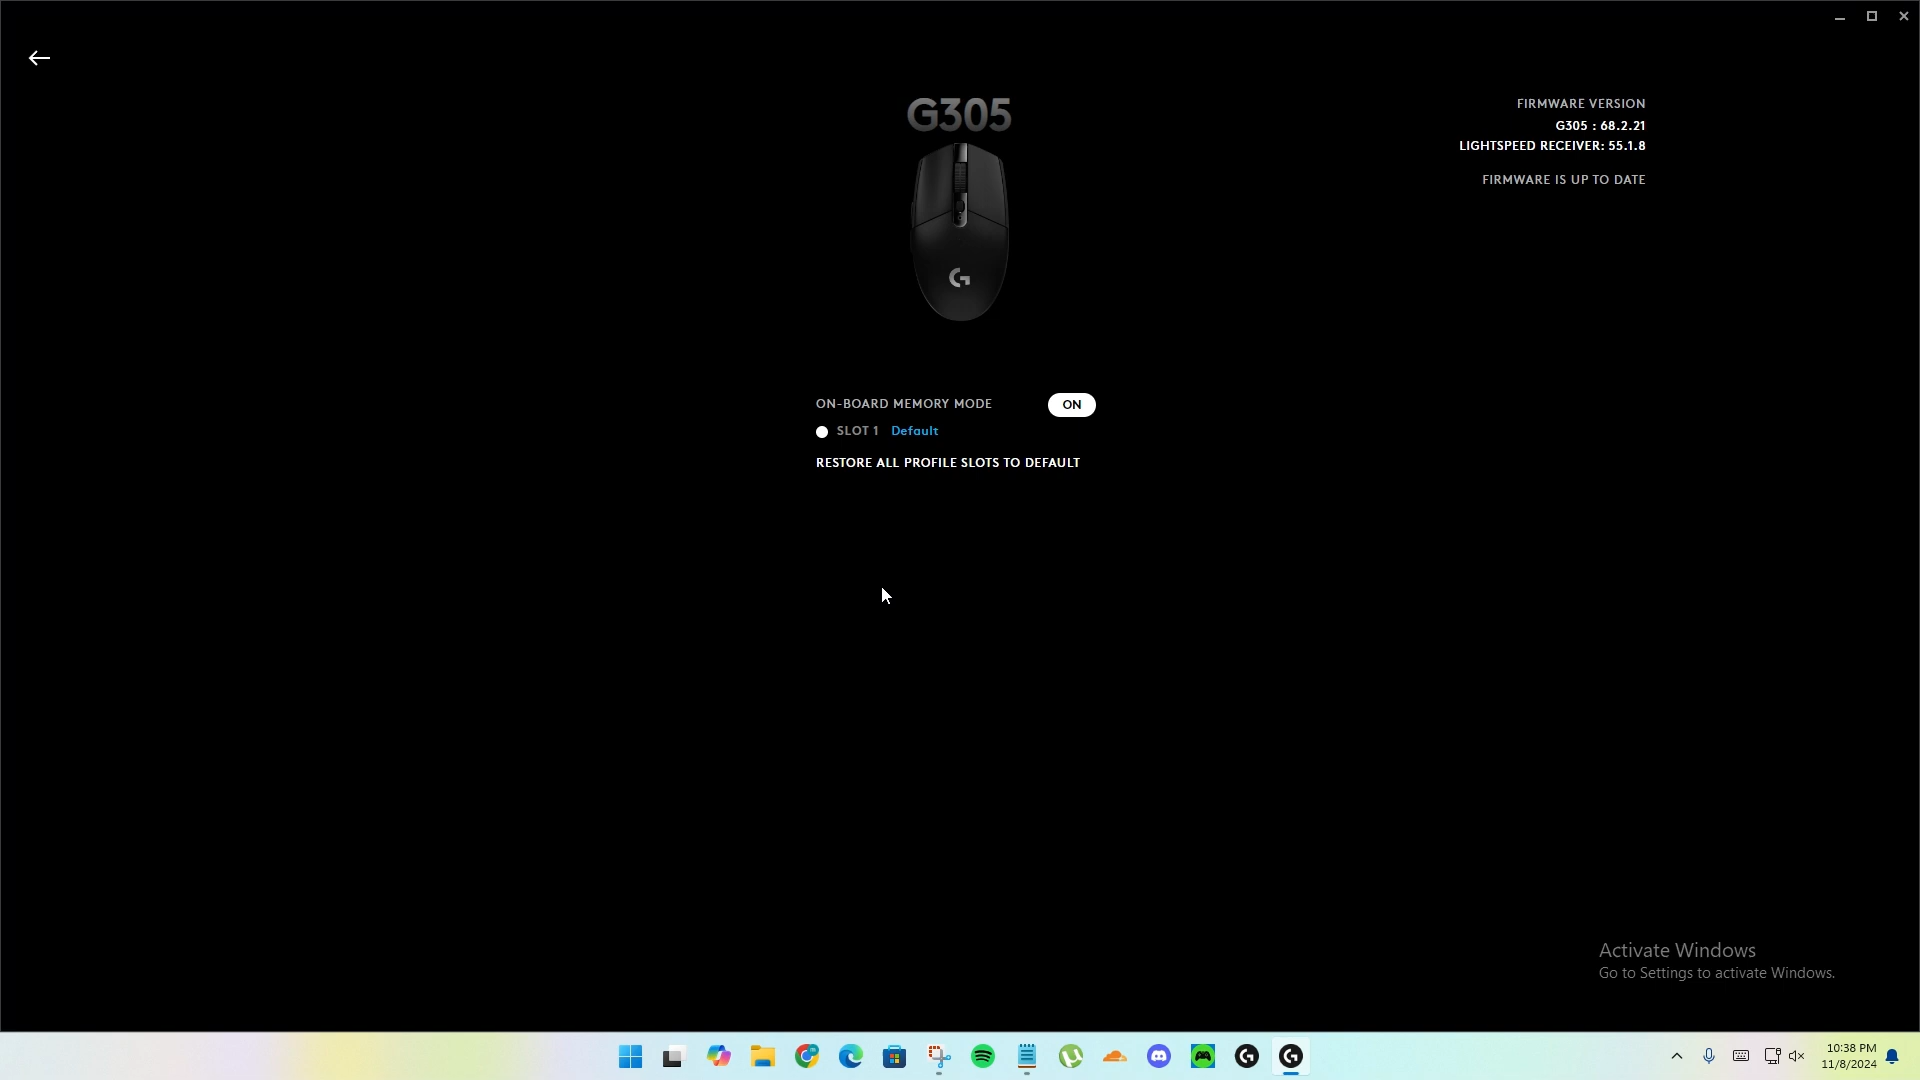 G305
FIRMWARE VERSION
G305 : 68.2.21
LIGHTSPEED RECEIVER: 55.1.8
FIRMWARE IS UP TO DATE
ON-BOARD MEMORY MODE ON
SLOT 1 Default
RESTORE ALL PROFILE SLOTS TO DEFAULT
Activate Windows
Go to Settings to activate Windows.
10:38 PM
11/8/2024